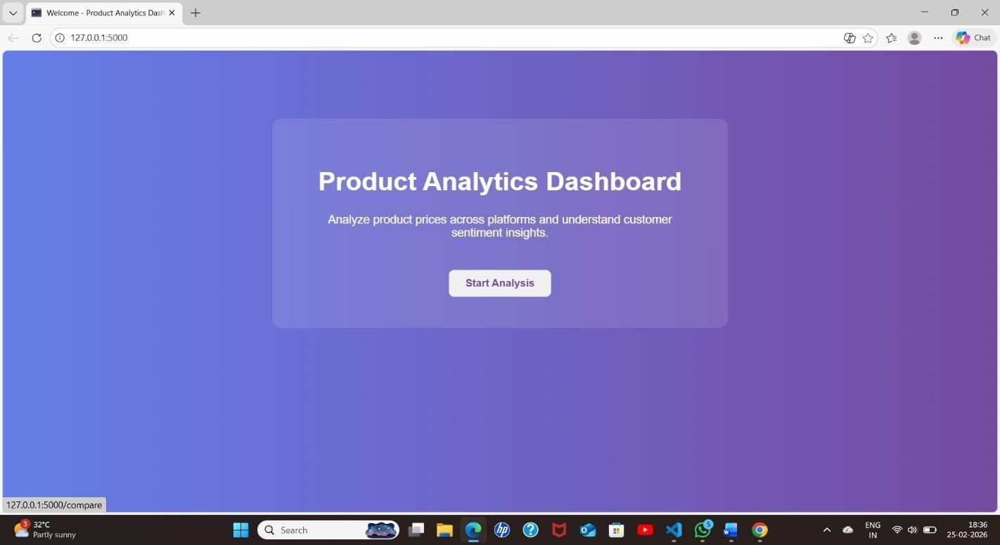 Welcome - Product Analytics Dash
127.0.0.1:5000
Chat
Product Analytics Dashboard
Analyze product prices across platforms and understand customer
sentiment insights.
Start Analysis
127.0.0.1:5000/compare
3
32°C
Partly sunny
Search
hp
?
5
W
ENG
IN
18:36
25-02-2026